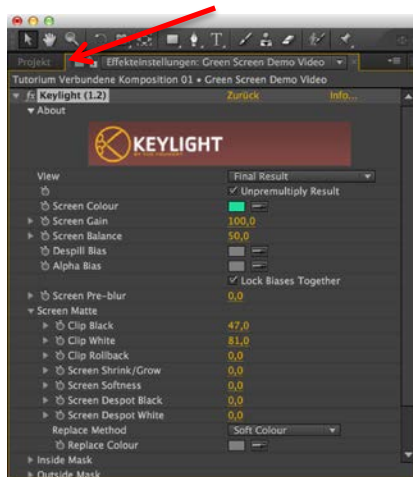 Projekt Effekteinstellungen: Green Screen Demo Video
Tutorium Verbundene Komposition 01 • Green Screen Demo Video
fx Keylight (1.2) Zurück Info...
About
KEYLIGHT
BY THE FOUNDRY
View Final Result
Unpremultiply Result
Screen Colour
Screen Gain 100,0
Screen Balance 50,0
Despill Bias
Alpha Bias
Lock Biases Together
Screen Pre-blur 0,0
Screen Matte
Clip Black 47,0
Clip White 81,0
Clip Rollback 0,0
Screen Shrink/Grow 0,0
Screen Softness 0,0
Screen Despot Black 0,0
Screen Despot White 0,0
Replace Method Soft Colour
Replace Colour
Inside Mask
Outside Mask